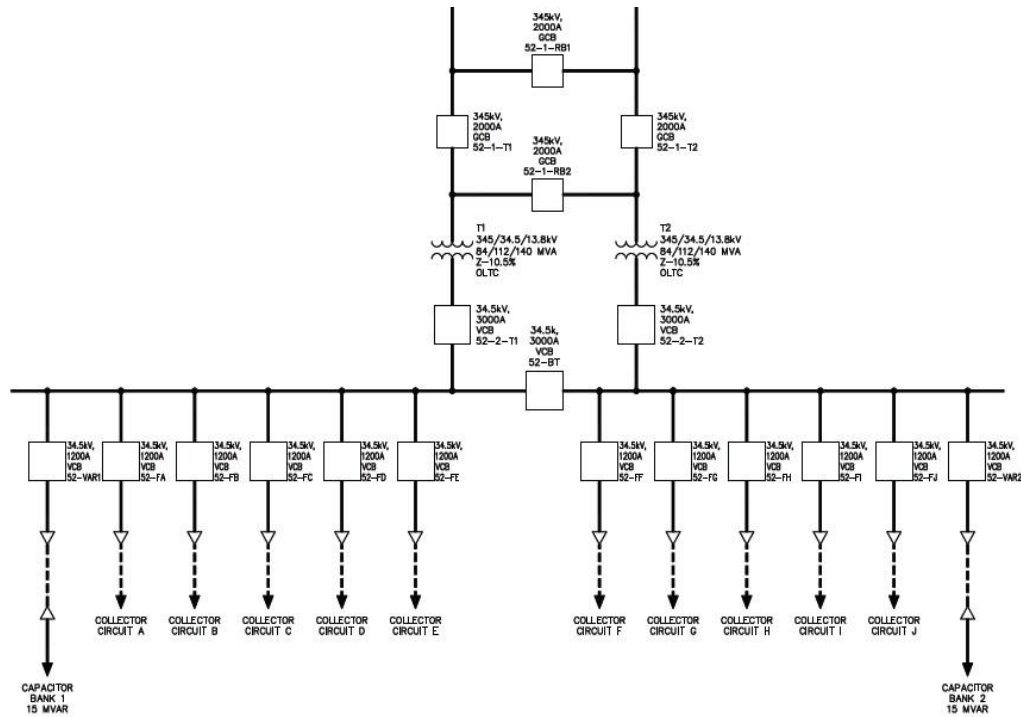 345kV,
2000A
GCB
52-1-RB1
345kV,
2000A
GCB
52-1-T1
345kV,
2000A
GCB
52-1-T2
345kV,
2000A
GCB
52-1-RB2
T1
345/34.5/13.8kV
84/112/140 MVA
Z-10.5%
OLTC
T2
345/34.5/13.8kV
84/112/140 MVA
Z-10.5%
OLTC
34.5kV,
3000A
VCB
52-2-T1
34.5k,
3000A
VCB
52-BT
34.5kV,
3000A
VCB
52-2-T2
34.5kV,
1200A
VCB
52-VAR1
34.5kV,
1200A
VCB
52-FA
34.5kV,
1200A
VCB
52-FB
34.5kV,
1200A
VCB
52-FC
34.5kV,
1200A
VCB
52-FD
34.5kV,
1200A
VCB
52-FE
34.5kV,
1200A
VCB
52-FF
34.5kV,
1200A
VCB
52-FG
34.5kV,
1200A
VCB
52-FH
34.5kV,
1200A
VCB
52-FI
34.5kV,
1200A
VCB
52-FJ
34.5kV,
1200A
VCB
52-VAR2
COLLECTOR
CIRCUIT A
COLLECTOR
CIRCUIT B
COLLECTOR
CIRCUIT C
COLLECTOR
CIRCUIT D
COLLECTOR
CIRCUIT E
COLLECTOR
CIRCUIT F
COLLECTOR
CIRCUIT G
COLLECTOR
CIRCUIT H
COLLECTOR
CIRCUIT I
COLLECTOR
CIRCUIT J
CAPACITOR
BANK 1
15 MVAR
CAPACITOR
BANK 2
15 MVAR